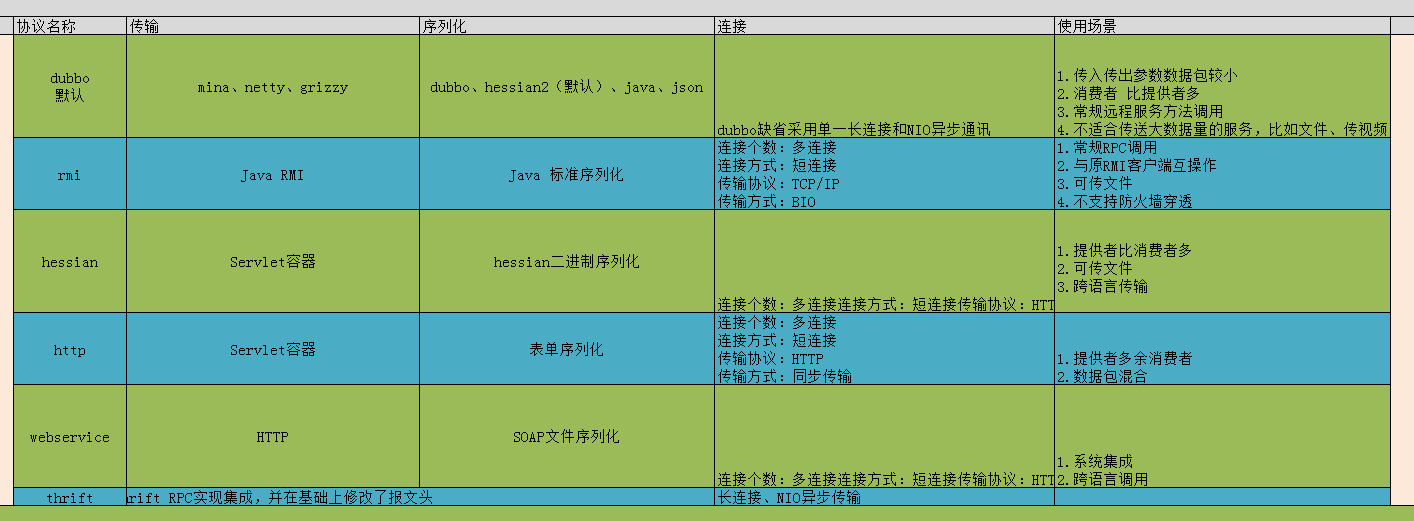 协议名称 传输 序列化 连接 使用场景
dubbo
默认
mina、netty、grizzy
dubbo、hessian2（默认）、java、json
dubbo缺省采用单一长连接和NIO异步通讯
1.传入传出参数数据包较小
2.消费者 比提供者多
3.常规远程服务方法调用
4.不适合传送大数据量的服务，比如文件、传视频
rmi
Java RMI
Java 标准序列化
连接个数：多连接
连接方式：短连接
传输协议：TCP/IP
传输方式：BIO
1.常规RPC调用
2.与原RMI客户端互操作
3.可传文件
4.不支持防火墙穿透
hessian
Servlet容器
hessian二进制序列化
连接个数：多连接连接方式：短连接传输协议：HTT
1.提供者比消费者多
2.可传文件
3.跨语言传输
http
Servlet容器
表单序列化
连接个数：多连接
连接方式：短连接
传输协议：HTTP
传输方式：同步传输
1.提供者多余消费者
2.数据包混合
webservice
HTTP
SOAP文件序列化
连接个数：多连接连接方式：短连接传输协议：HTT
1.系统集成
2.跨语言调用
thrift
rift RPC实现集成，并在基础上修改了报文头
长连接、NIO异步传输